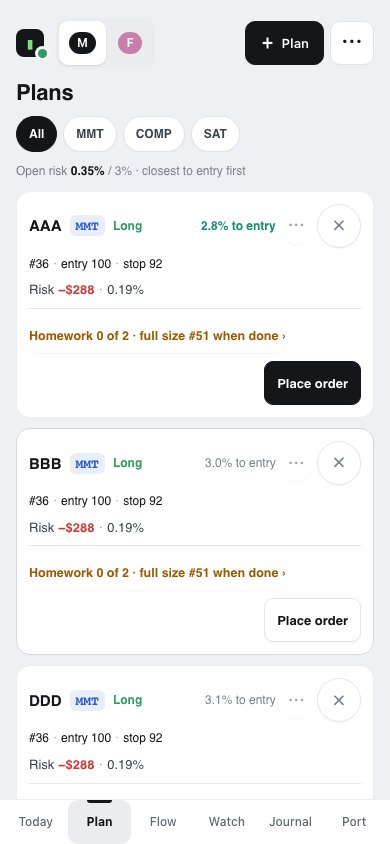 M F + Plan ···
Plans
All MMT COMP SAT
Open risk 0.35% / 3% · closest to entry first
AAA MMT Long 2.8% to entry ··· ×
#36 · entry 100 · stop 92
Risk –$288 · 0.19%
Homework 0 of 2 · full size #51 when done ›
Place order
BBB MMT Long 3.0% to entry ··· ×
#36 · entry 100 · stop 92
Risk –$288 · 0.19%
Homework 0 of 2 · full size #51 when done ›
Place order
DDD MMT Long 3.1% to entry ··· ×
#36 · entry 100 · stop 92
Risk –$288 · 0.19%
Today Plan Flow Watch Journal Port